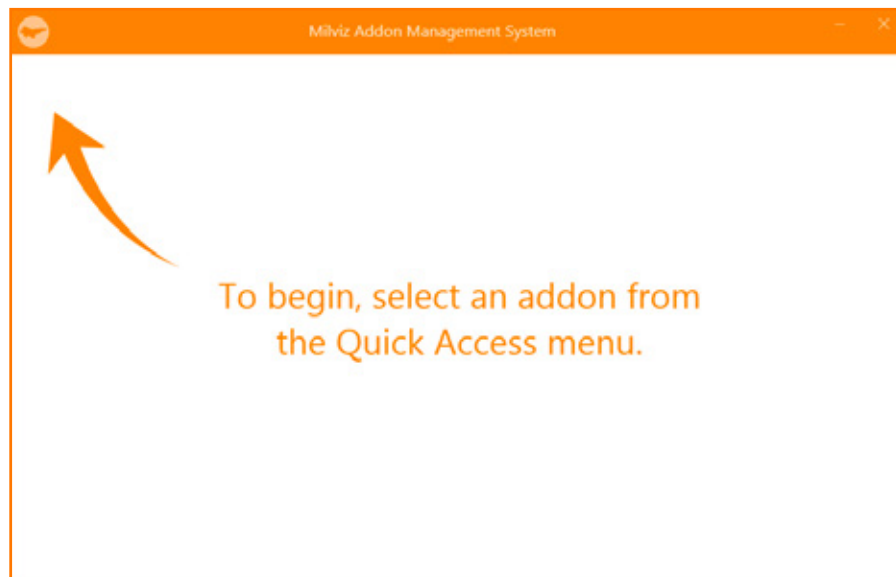 Milviz Addon Management System
To begin, select an addon from
the Quick Access menu.